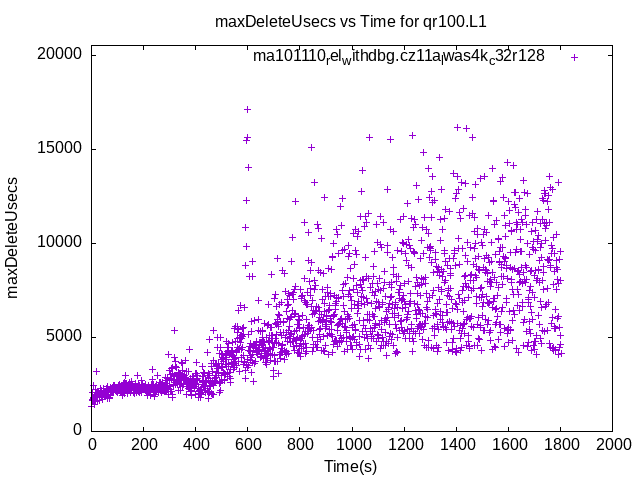 maxDeleteUsecs vs Time for qr100.L1
ma101110_rel_withdbg.cz11a_lwas4k_c32r128
20000
15000
10000
5000
0
maxDeleteUsecs
0 200 400 600 800 1000 1200 1400 1600 1800 2000
Time(s)